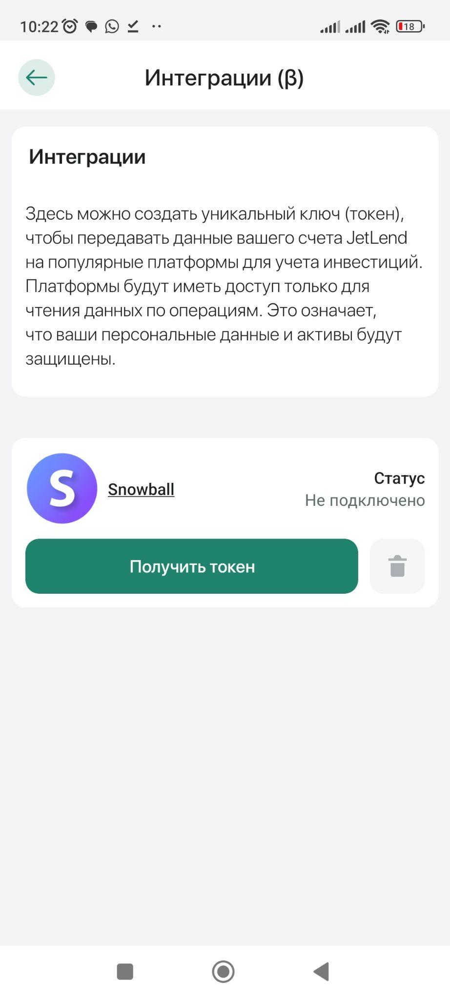 10:22
18
Интеграции (β)
Интеграции
Здесь можно создать уникальный ключ (токен),
чтобы передавать данные вашего счета JetLend
на популярные платформы для учета инвестиций.
Платформы будут иметь доступ только для
чтения данных по операциям. Это означает,
что ваши персональные данные и активы будут
защищены.
S
Snowball
Статус
Не подключено
Получить токен